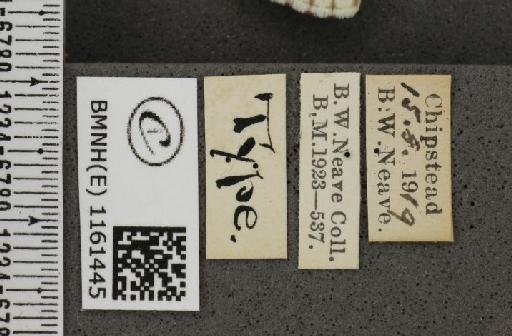 Chipstead
15.8.1919
B.W.Neave.
B.W.Neave Coll.
B.M.1923—537.
Type.
BMNH(E) 1161445